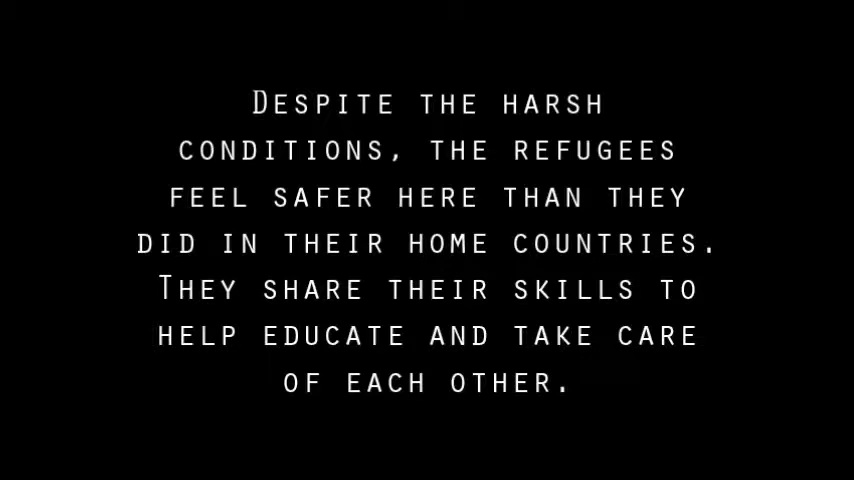 Despite the harsh
conditions, the refugees
feel safer here than they
did in their home countries.
They share their skills to
help educate and take care
of each other.